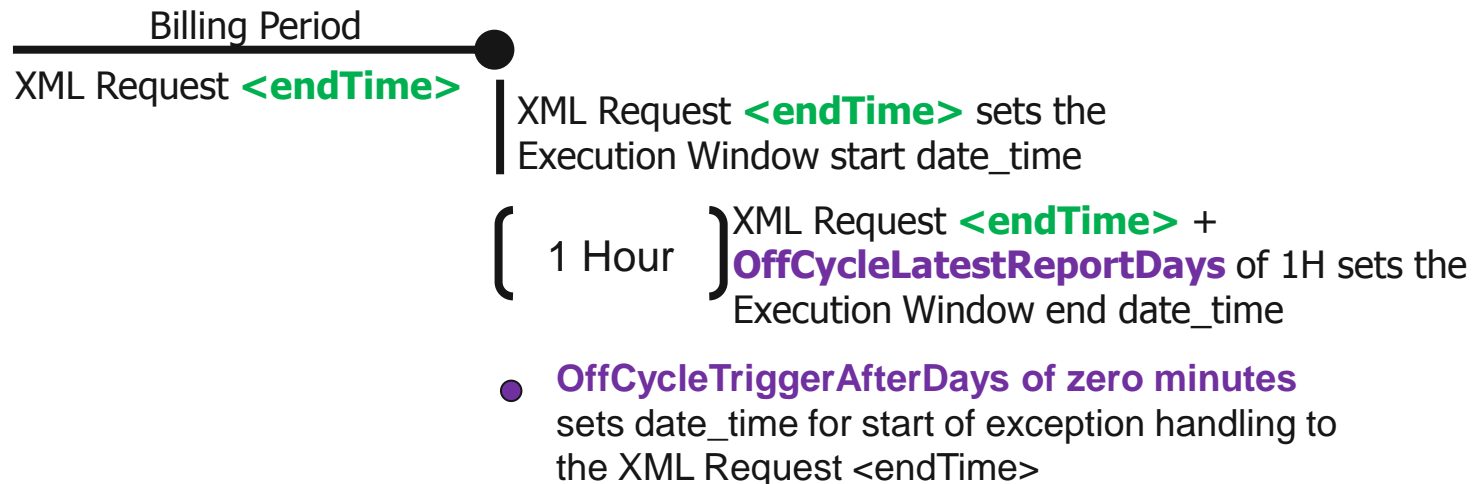 Billing Period
XML Request <endTime>
XML Request <endTime> sets the
Execution Window start date_time
1 Hour
XML Request <endTime> +
OffCycleLatestReportDays of 1H sets the
Execution Window end date_time
OffCycleTriggerAfterDays of zero minutes
sets date_time for start of exception handling to
the XML Request <endTime>